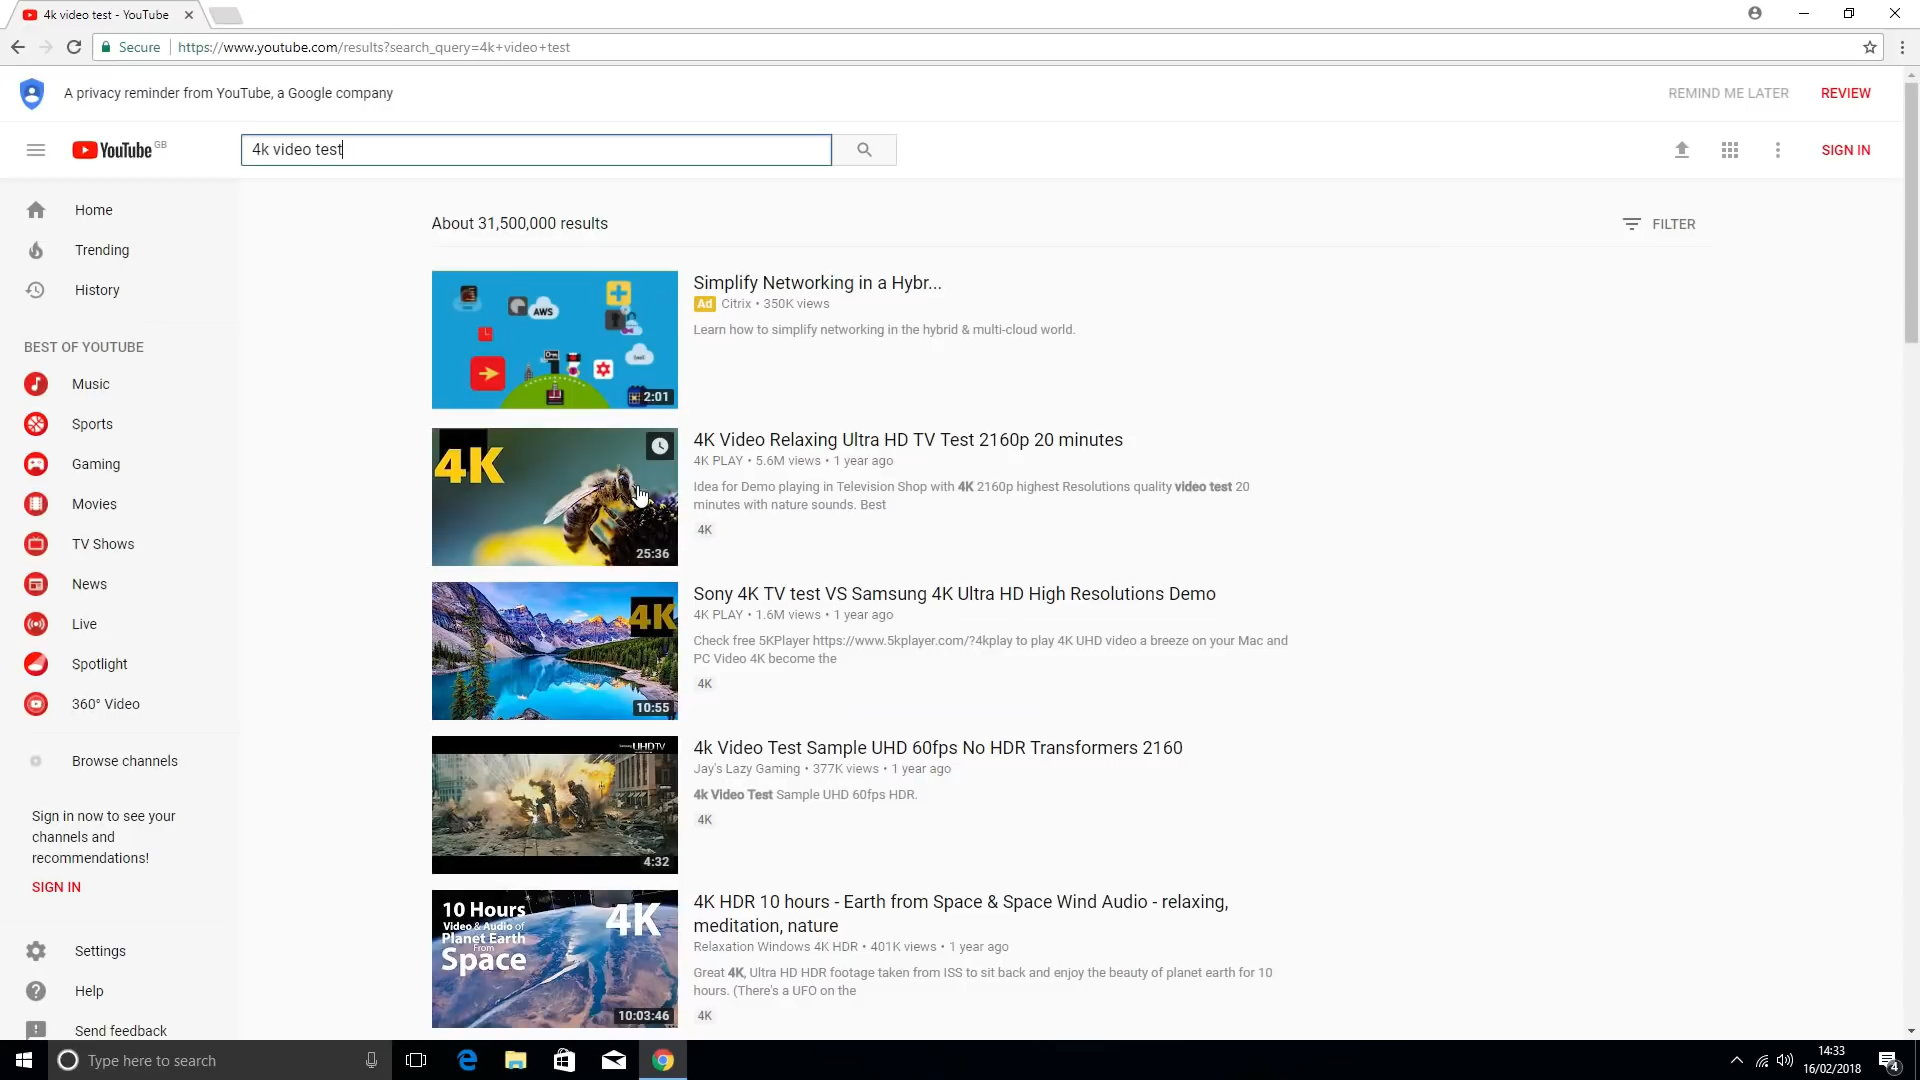 4k video test - YouTube
Secure
https://www.youtube.com/results?search_query=4k+video+test
A privacy reminder from YouTube, a Google company
REMIND ME LATER
REVIEW
YouTube GB
4k video test
SIGN IN
Home
Trending
History
BEST OF YOUTUBE
Music
Sports
Gaming
Movies
TV Shows
News
Live
Spotlight
360° Video
Browse channels
Sign in now to see your
channels and
recommendations!
SIGN IN
Settings
Help
Send feedback
About 31,500,000 results
FILTER
AWS
2:01
Simplify Networking in a Hybr...
Ad Citrix • 350K views
Learn how to simplify networking in the hybrid & multi-cloud world.
4K
25:36
4K Video Relaxing Ultra HD TV Test 2160p 20 minutes
4K PLAY • 5.6M views • 1 year ago
Idea for Demo playing in Television Shop with 4K 2160p highest Resolutions quality video test 20
minutes with nature sounds. Best
4K
4K
10:55
Sony 4K TV test VS Samsung 4K Ultra HD High Resolutions Demo
4K PLAY • 1.6M views • 1 year ago
Check free 5KPlayer https://www.5kplayer.com/?4kplay to play 4K UHD video a breeze on your Mac and
PC Video 4K become the
4K
UHDTV
4:32
4k Video Test Sample UHD 60fps No HDR Transformers 2160
Jay's Lazy Gaming • 377K views • 1 year ago
4k Video Test Sample UHD 60fps HDR.
4K
10 Hours
Video & Audio of
Planet Earth
From
Space
4K
10:03:46
4K HDR 10 hours - Earth from Space & Space Wind Audio - relaxing,
meditation, nature
Relaxation Windows 4K HDR • 401K views • 1 year ago
Great 4K, Ultra HD HDR footage taken from ISS to sit back and enjoy the beauty of planet earth for 10
hours. (There's a UFO on the
4K
Type here to search
14:33
16/02/2018
4